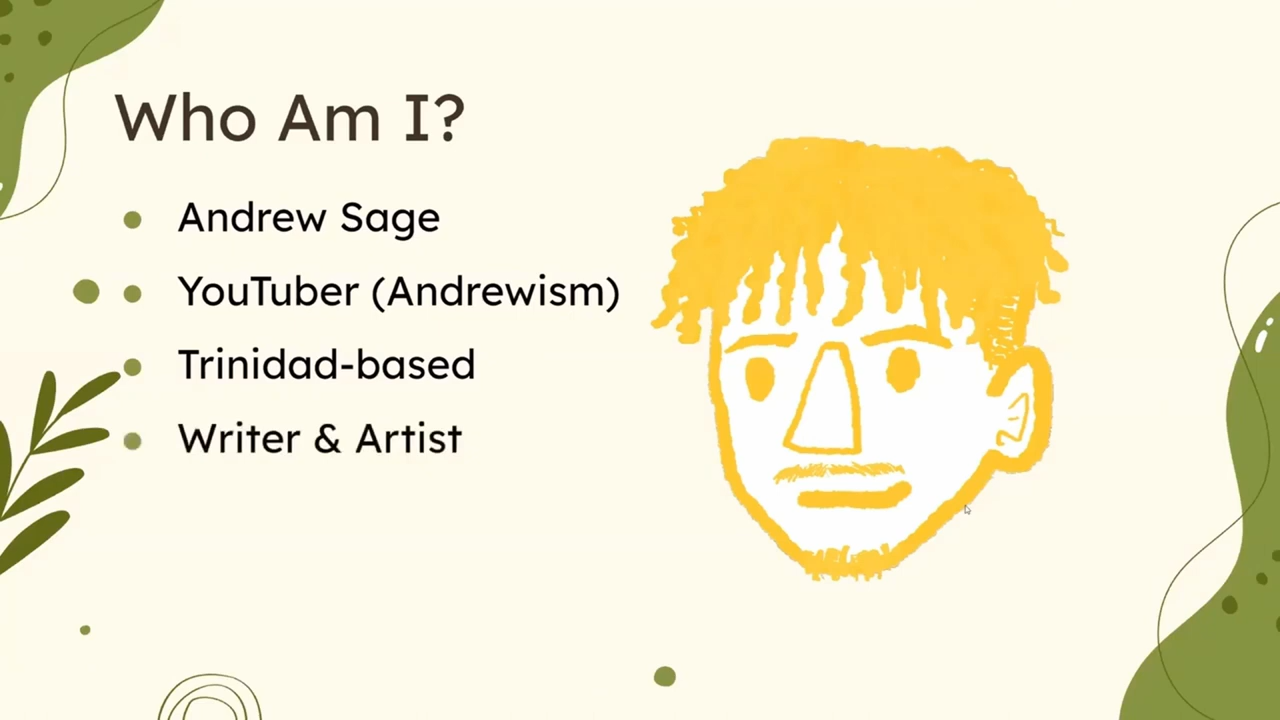 Who Am I?
Andrew Sage
YouTuber (Andrewism)
Trinidad-based
Writer & Artist